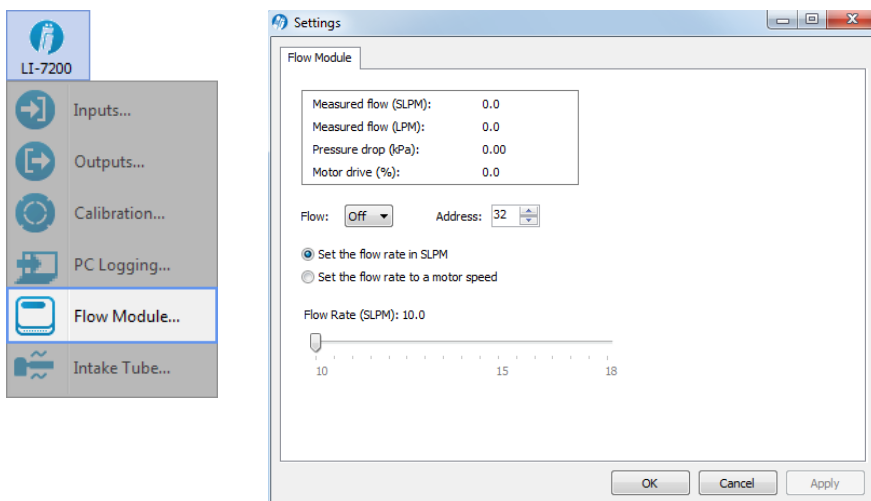 LI-7200
Inputs...
Outputs...
Calibration...
PC Logging...
Flow Module...
Intake Tube...
Settings
Flow Module
Measured flow (SLPM): 0.0
Measured flow (LPM): 0.0
Pressure drop (kPa): 0.00
Motor drive (%): 0.0
Flow: Off Address: 32
Set the flow rate in SLPM
Set the flow rate to a motor speed
Flow Rate (SLPM): 10.0
10 15 18
OK Cancel Apply